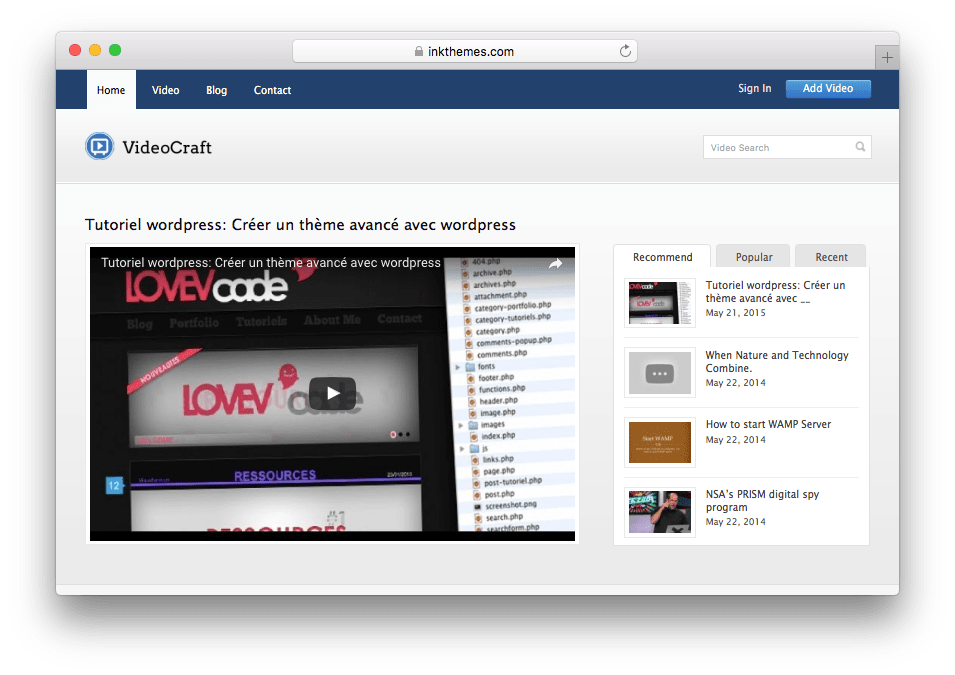 inkthemes.com
Home Video Blog Contact Sign In Add Video
VideoCraft
Video Search
Tutoriel wordpress: Créer un thème avancé avec wordpress
Tutoriel wordpress: Créer un thème avancé avec wordpress
LOVEVcode
Blog Portfolio Tutoriels About Me Contact
NOUVEAUTES
LOVEV code
12
RESSOURCES
#1
RESSOURCES
404.php
archive.php
archives.php
attachment.php
category-portfolio.php
category-tutoriels.php
category.php
comments-popup.php
comments.php
fonts
footer.php
functions.php
header.php
image.php
images
index.php
js
links.php
page.php
post-tutoriel.php
post.php
screenshot.png
search.php
searchform.php
Recommend Popular Recent
Tutoriel wordpress: Créer un
thème avancé avec __
May 21, 2015
When Nature and Technology
Combine.
May 22, 2014
Start WAMP
How to start WAMP Server
May 22, 2014
NSA's PRISM digital spy
program
May 22, 2014